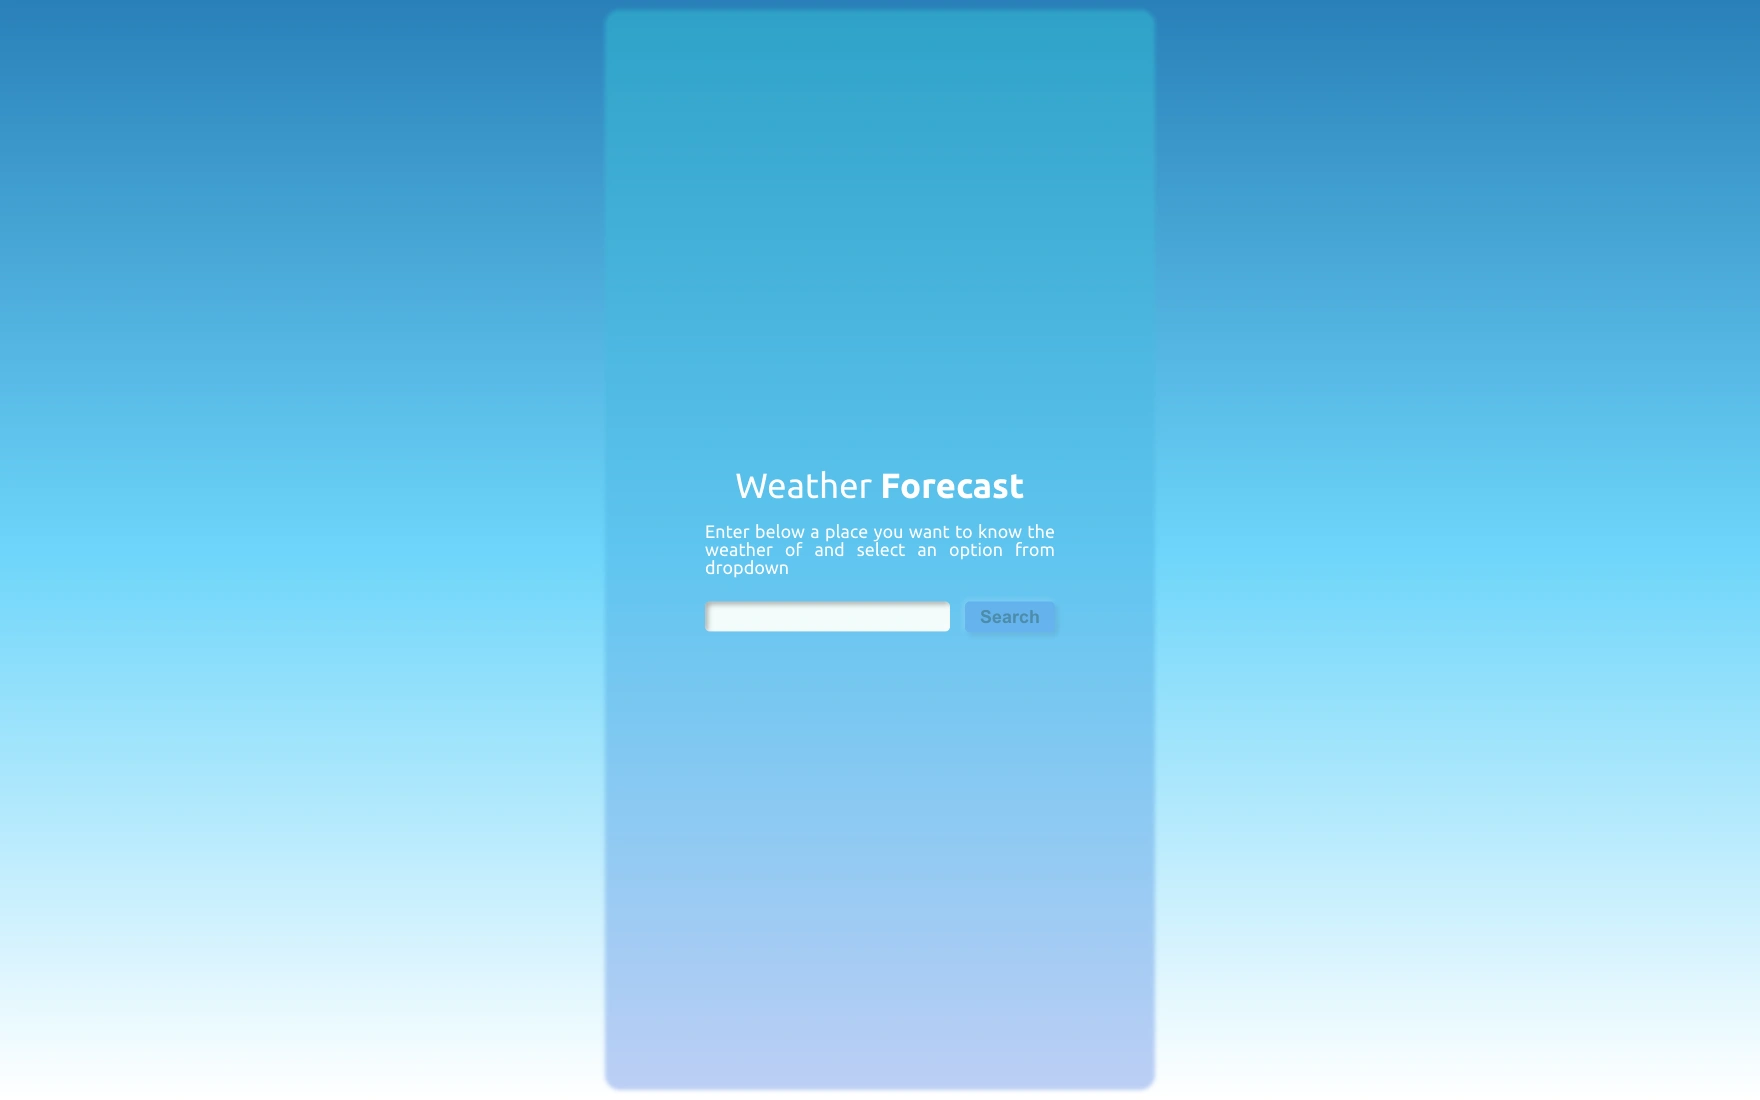 Weather Forecast
Enter below a place you want to know the
weather of and select an option from
dropdown
Search